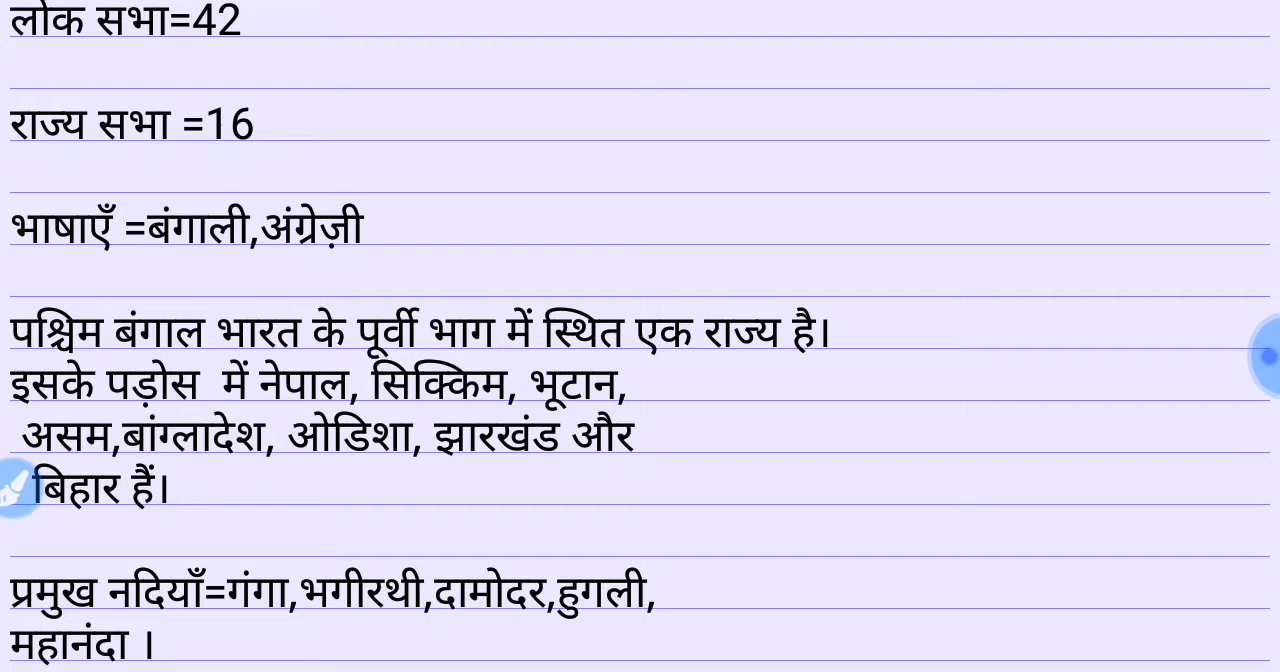 लोक सभा=42
राज्य सभा =16
भाषाएँ =बंगाली,अंग्रेज़ी
पश्चिम बंगाल भारत के पूर्वी भाग में स्थित एक राज्य है।
इसके पड़ोस  में नेपाल, सिक्किम, भूटान,
असम,बांग्लादेश, ओडिशा, झारखंड और
बिहार हैं।
प्रमुख नदियाँ=गंगा,भगीरथी,दामोदर,हुगली,
महानंदा ।